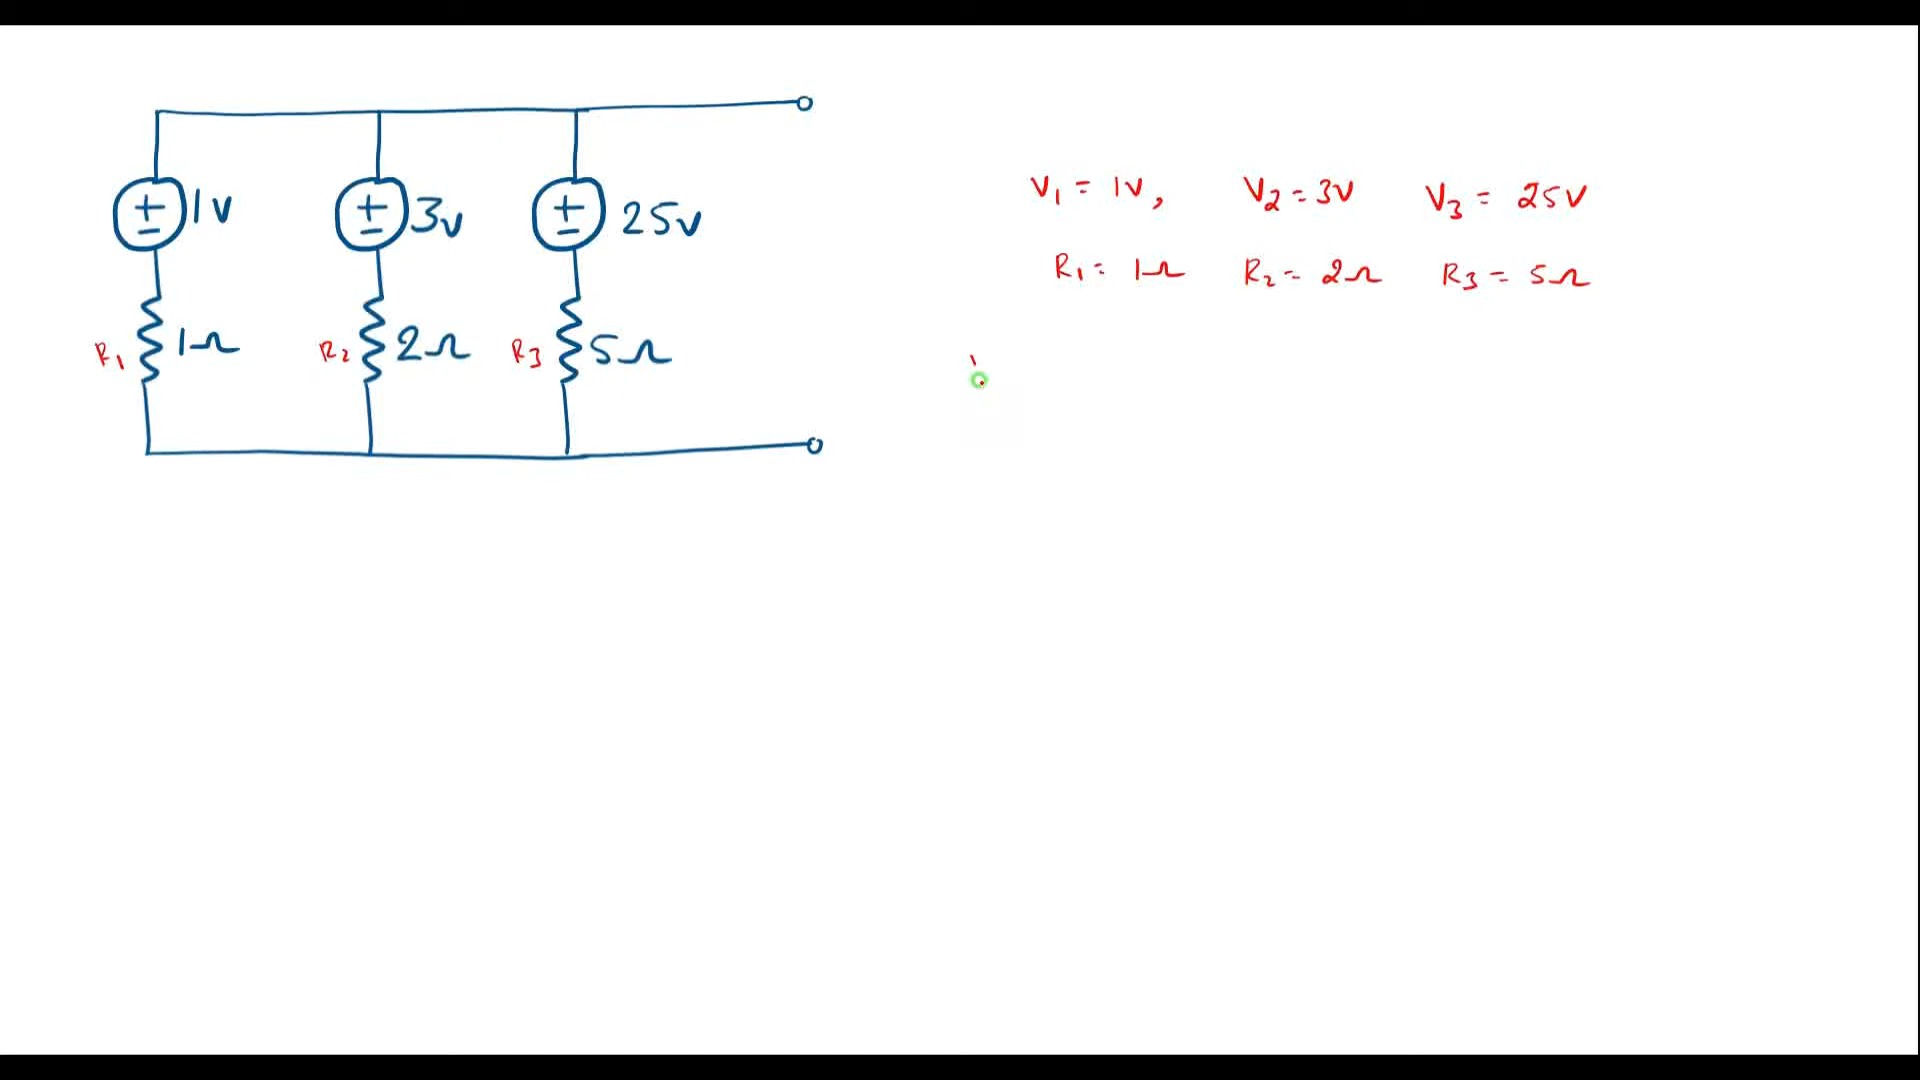 + 1v + 3v + 25v
R1 1Ω R2 2Ω R3 5Ω
V1 = 1V, V2 = 3V V3 = 25V
R1 = 1Ω R2 = 2Ω R3 = 5Ω